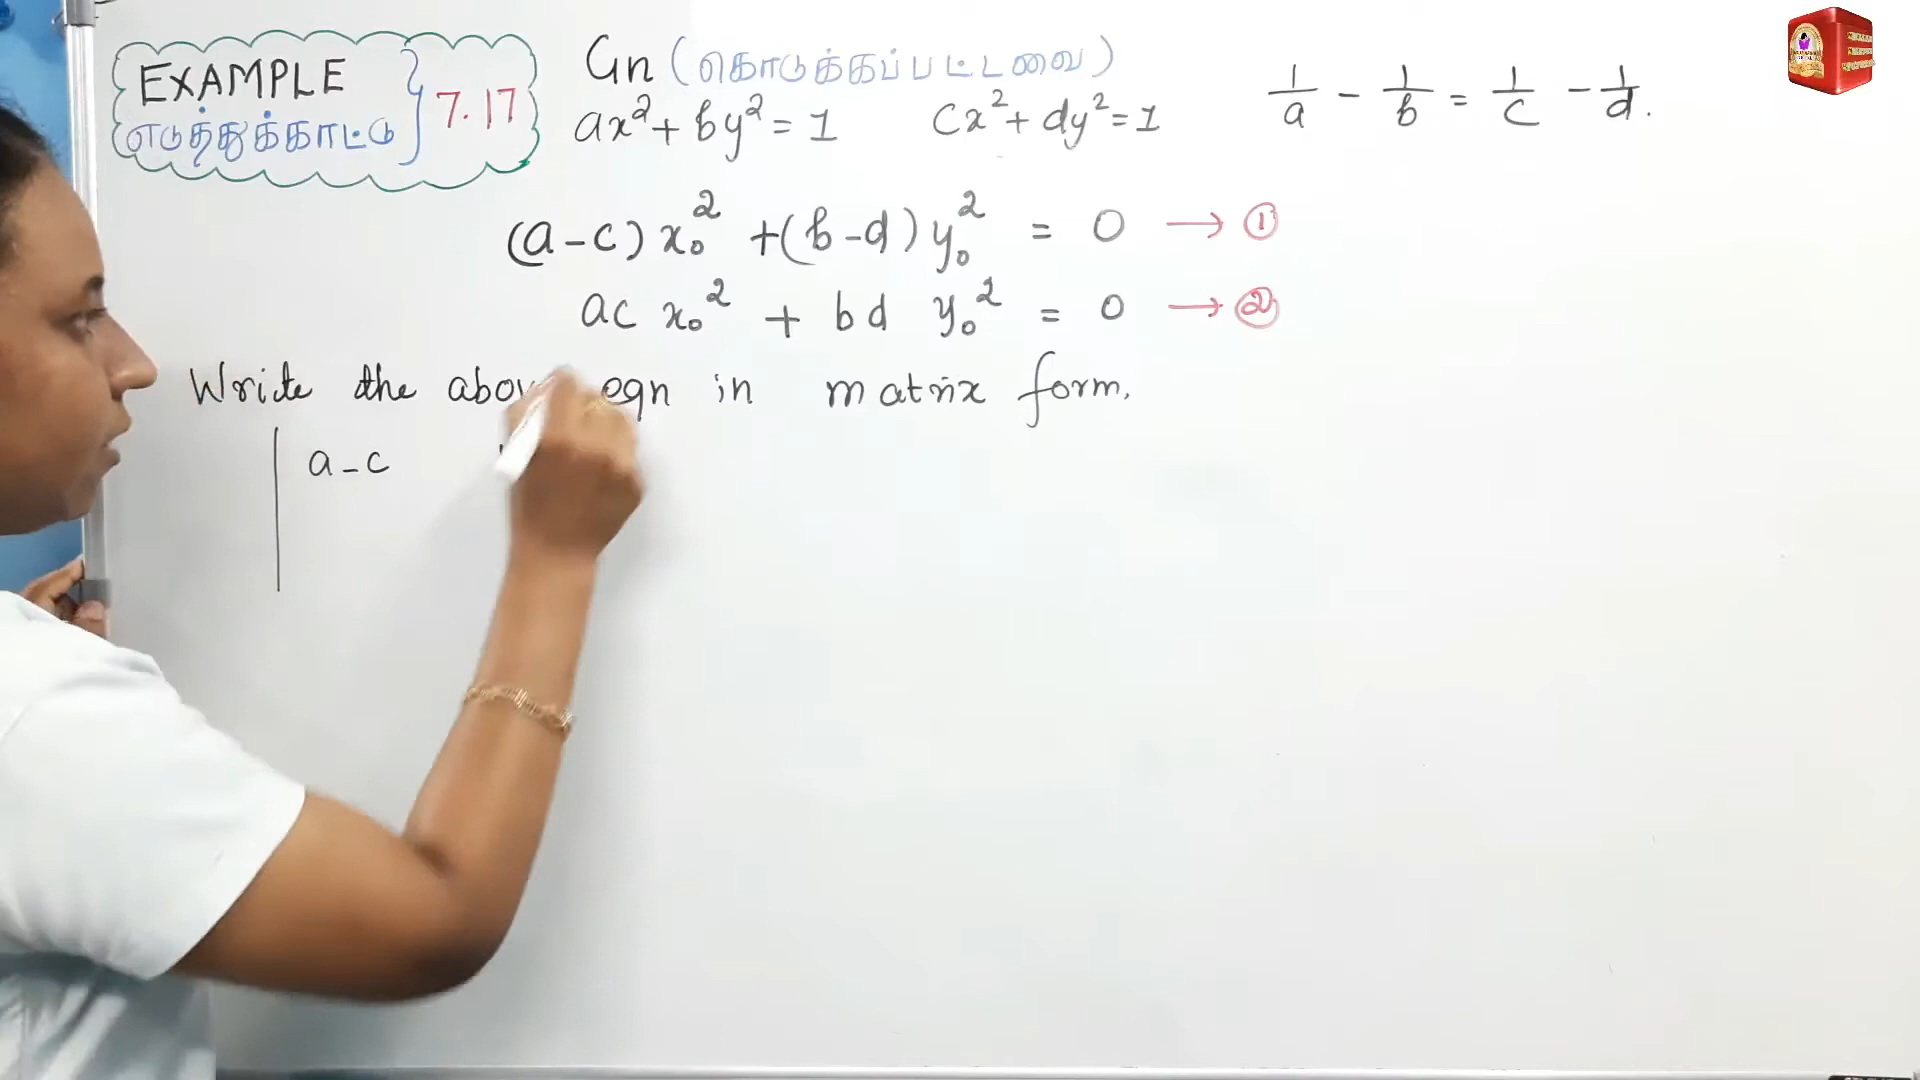 EXAMPLE
எடுத்துக்காட்டு } 7.17
Gn (கொடுக்கப்பட்டவை)
ax²+by²=1 cx²+dy²=1 1/a - 1/b = 1/c - 1/d.
(a-c) x₀² + (b-d) y₀² = 0 → ①
ac x₀² + bd y₀² = 0 → ②
Write the above eqn in matrix form.
| a-c